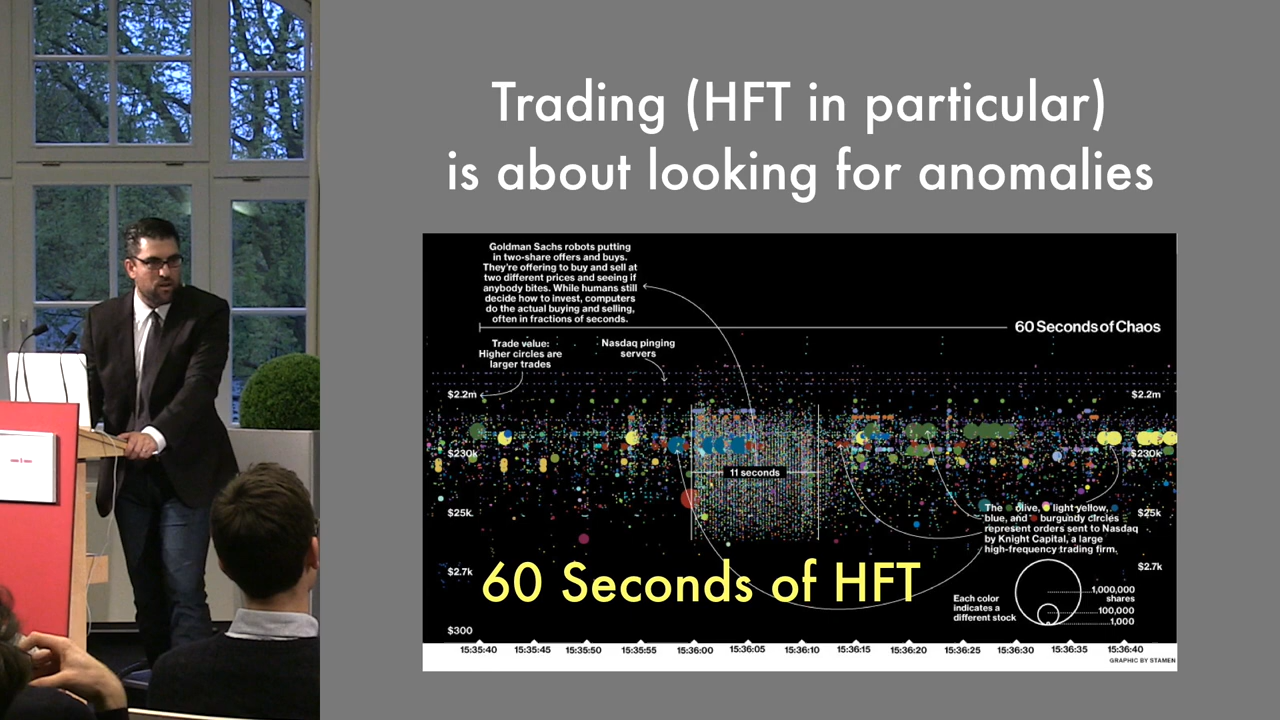 Trading (HFT in particular)
is about looking for anomalies
Goldman Sachs robots putting
in two-share offers and buys.
They're offering to buy and sell at
two different prices and seeing if
anybody bites. While humans still
decide how to invest, computers
do the actual buying and selling,
often in fractions of seconds.
60 Seconds of Chaos
Trade value:
Higher circles are
larger trades
Nasdaq pinging
servers
$2.2m
$2.2m
$230k
$230k
11 seconds
$25k
$25k
The olive, light yellow,
blue, and burgundy circles
represent orders sent to Nasdaq
by Knight Capital, a large
high-frequency trading firm.
$2.7k
$2.7k
60 Seconds of HFT
Each color
indicates a
different stock
1,000,000
shares
100,000
1,000
$300
15:35:40
15:35:45
15:35:50
15:35:55
15:36:00
15:36:05
15:36:10
15:36:15
15:36:20
15:36:25
15:36:30
15:36:35
15:36:40
GRAPHIC BY STAMEN